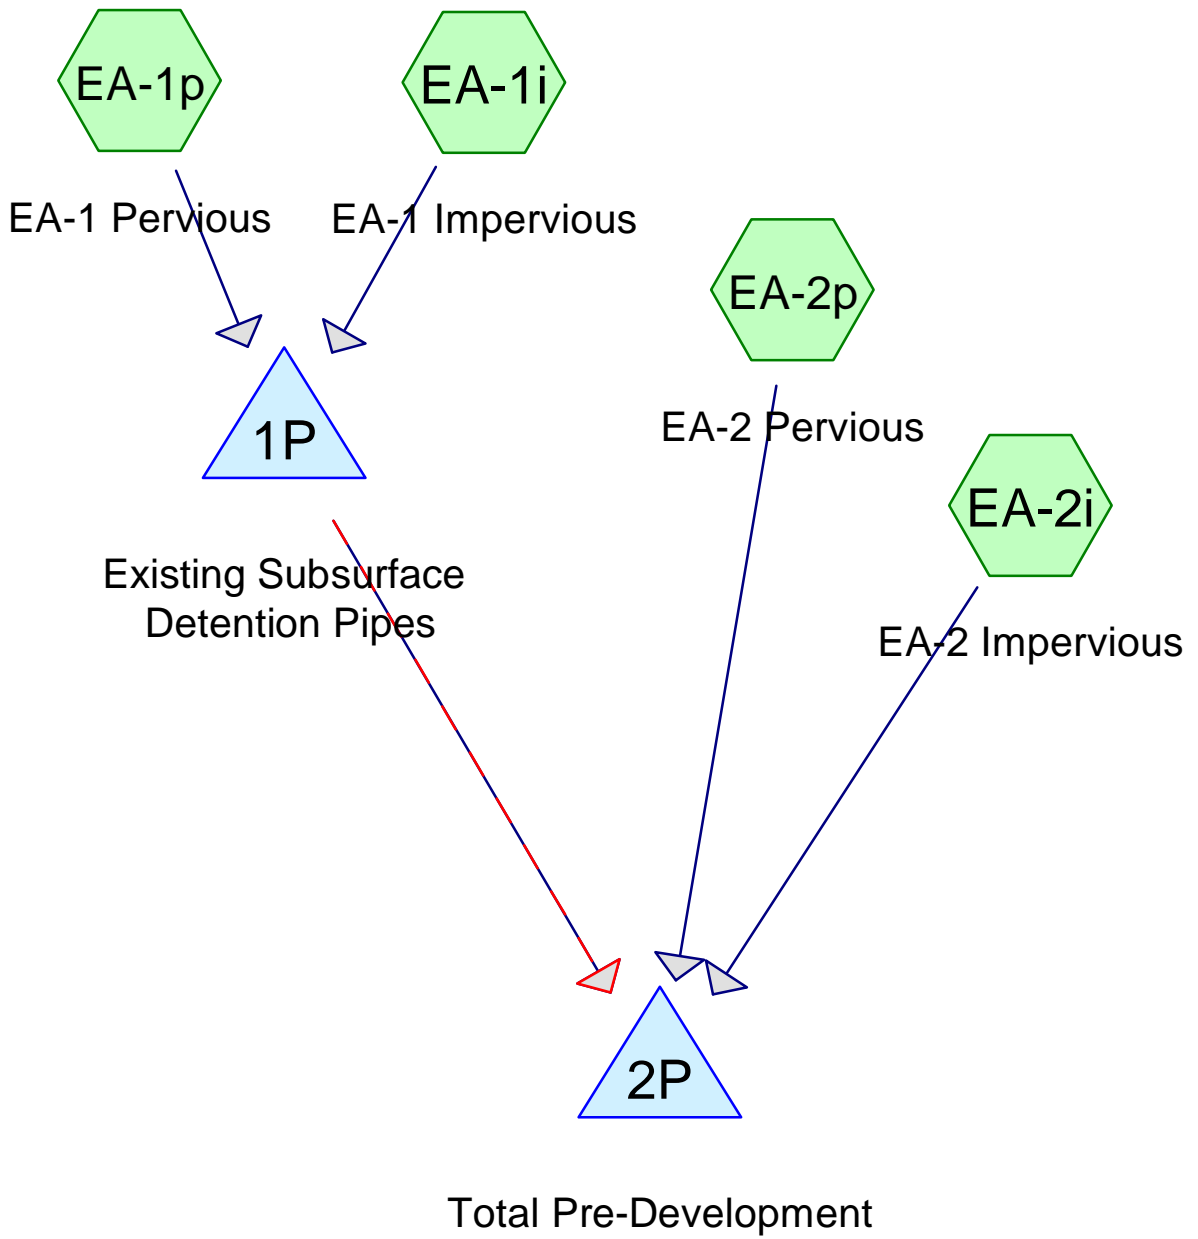 EA-1p
EA-1i
EA-1 Pervious
EA-1 Impervious
EA-2p
1P
EA-2 Pervious
EA-2i
Existing Subsurface
Detention Pipes
EA-2 Impervious
2P
Total Pre-Development